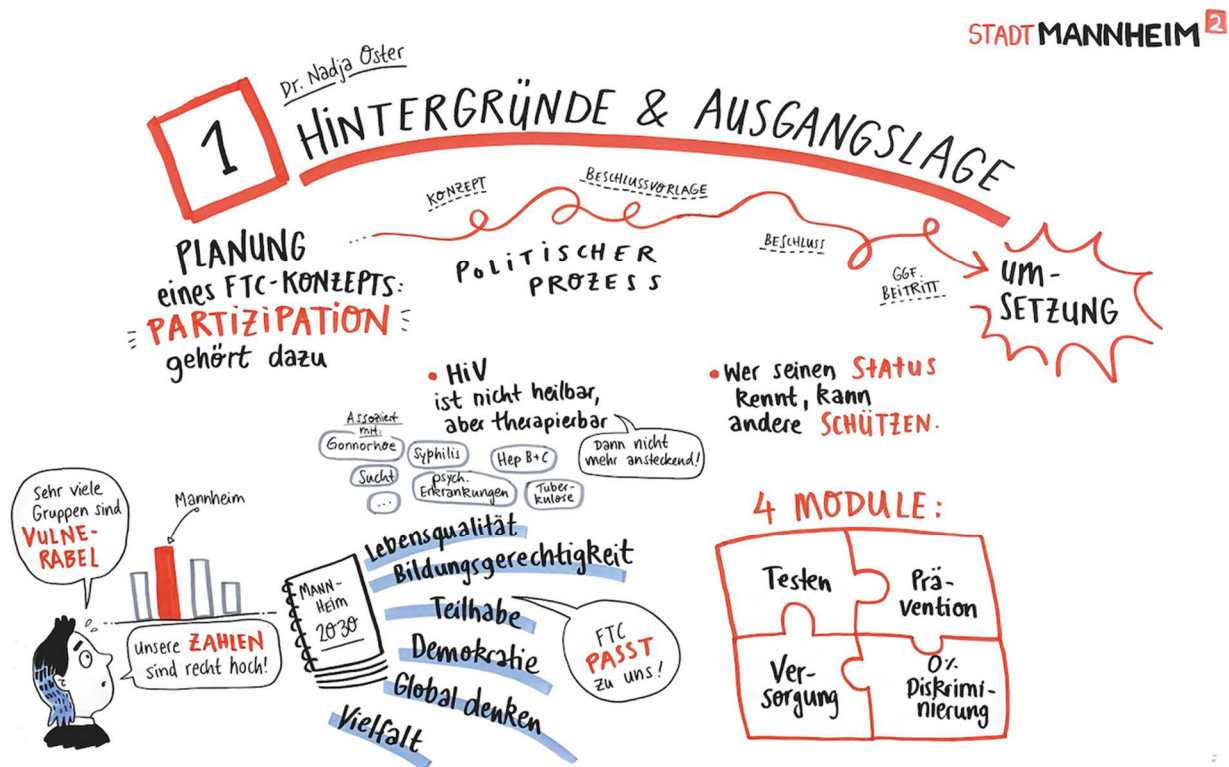 STADT MANNHEIM 2
Dr. Nadja Oster
1
HINTERGRÜNDE & AUSGANGSLAGE
KONZEPT
BESCHLUSSVORLAGE
BESCHLUSS
GGF.
BEITRITT
POLITISCHER
PROZESS
UM-
SETZUNG
PLANUNG
eines FTC-KONZEPTS:
PARTIZIPATION
gehört dazu
• HIV
ist nicht heilbar,
aber therapierbar
Dann nicht
mehr ansteckend!
Assoziiert
mit:
Gonnorhoe
Syphilis
Hep B+C
Sucht
psych.
Erkrankungen
Tuber-
kulose
...
• Wer seinen STATUS
kennt, kann
andere SCHÜTZEN.
Sehr viele
Gruppen sind
VULNE-
RABEL
Mannheim
Unsere ZAHLEN
sind recht hoch!
MANN-
HEIM
2030
Lebensqualität
Bildungsgerechtigkeit
Teilhabe
Demokratie
Global denken
Vielfalt
FTC
PASST
zu uns!
4 MODULE:
Testen
Prä-
vention
Ver-
sorgung
0%
Diskrimi-
nierung